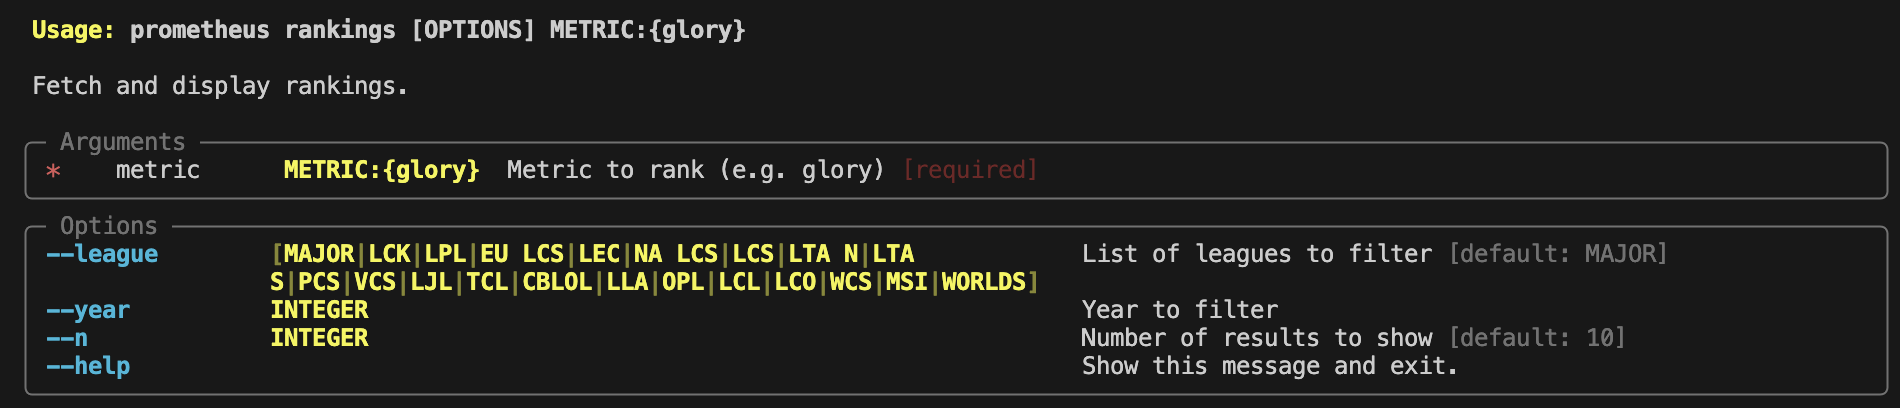 Usage: prometheus rankings [OPTIONS] METRIC:{glory}
Fetch and display rankings.
Arguments
* metric METRIC:{glory} Metric to rank (e.g. glory) [required]
Options
--league [MAJOR|LCK|LPL|EU LCS|LEC|NA LCS|LCS|LTA N|LTA List of leagues to filter [default: MAJOR]
S|PCS|VCS|LJL|TCL|CBLOL|LLA|OPL|LCL|LCO|WCS|MSI|WORLDS]
--year INTEGER Year to filter
--n INTEGER Number of results to show [default: 10]
--help Show this message and exit.